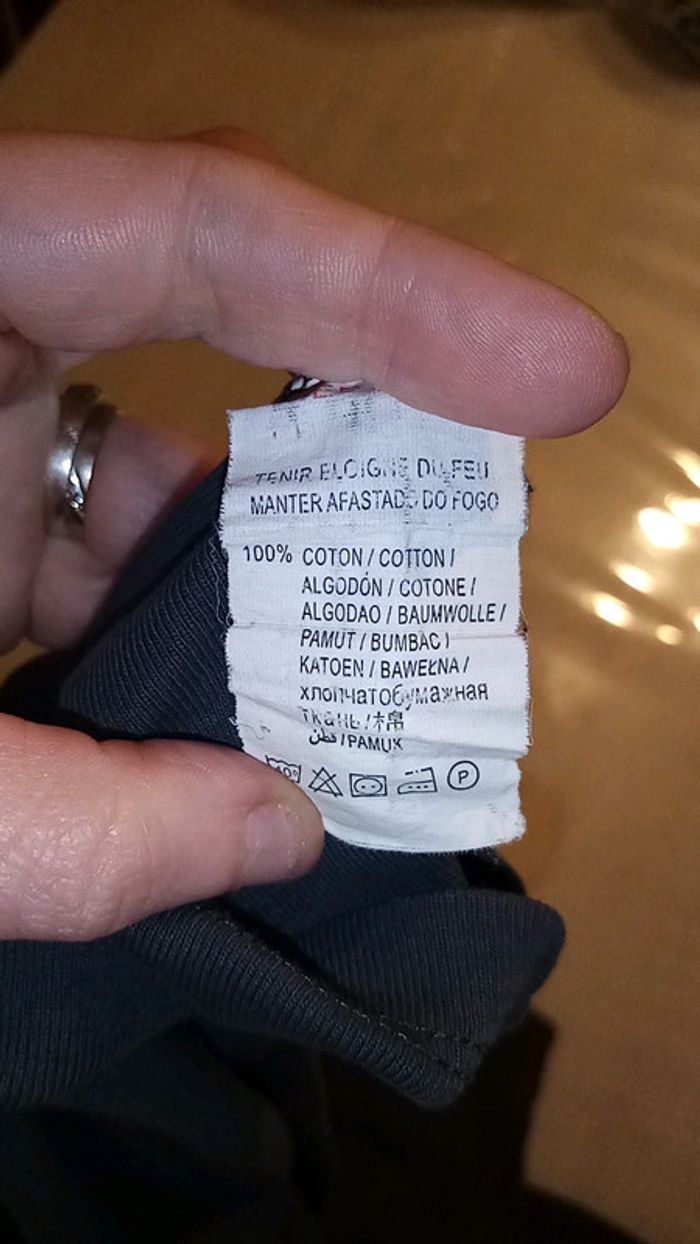 TENIR ELOIGNE DU FEU
MANTER AFASTADO DO FOGO
100% COTON / COTTON /
ALGODÓN / COTONE /
ALGODAO / BAUMWOLLE /
PAMUT / BUMBAC /
KATOEN / BAWEŁNA /
хлопчатобумажная
ткань / 棉
قطن / PAMUK
40°
P